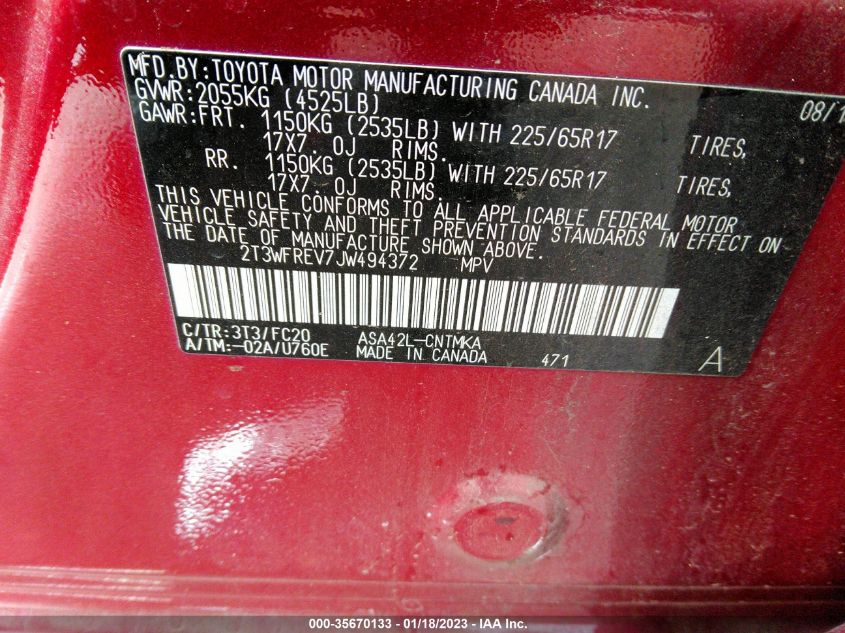 MFD.BY:TOYOTA MOTOR MANUFACTURING CANADA INC.
GVWR:2055KG (4525LB) 08/1
GAWR:FRT. 1150KG (2535LB) WITH 225/65R17 TIRES,
17X7. 0J RIMS.
RR. 1150KG (2535LB) WITH 225/65R17 TIRES,
17X7. 0J RIMS.
THIS VEHICLE CONFORMS TO ALL APPLICABLE FEDERAL MOTOR
VEHICLE SAFETY AND THEFT PREVENTION STANDARDS IN EFFECT ON
THE DATE OF MANUFACTURE SHOWN ABOVE.
2T3WFREV7JW494372 MPV
C/TR:3T3/FC20 ASA42L-CNTMKA
A/TM:-02A/U760E MADE IN CANADA 471 A
000-35670133 - 01/18/2023 - IAA Inc.